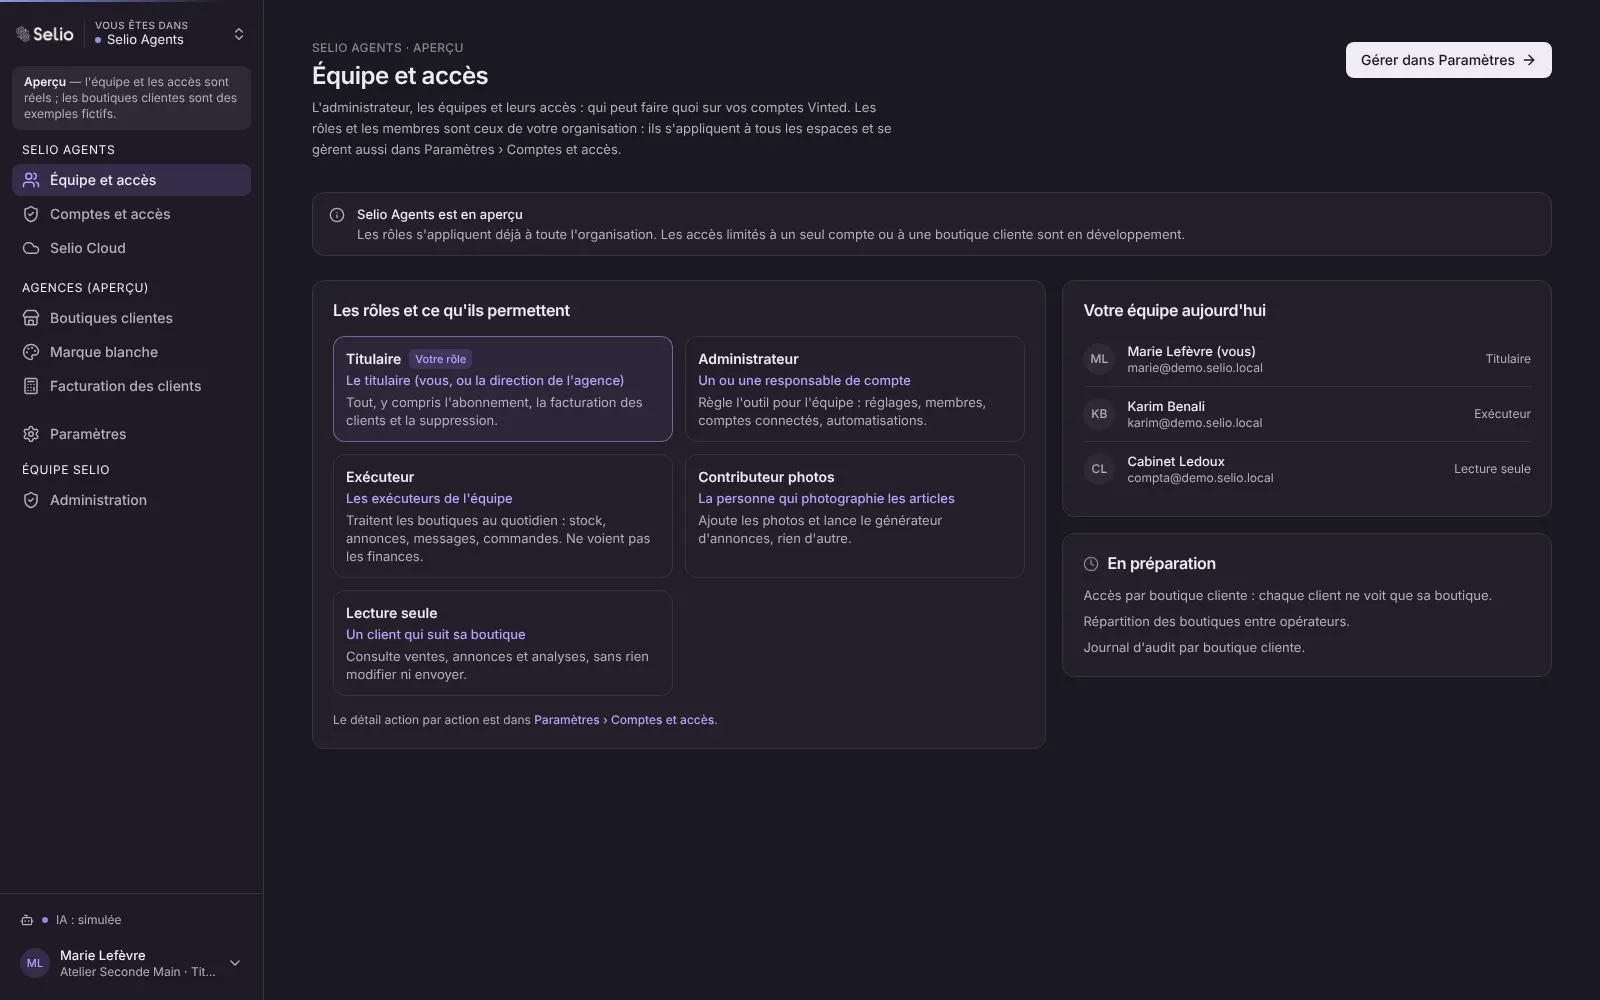 Selio
VOUS ÊTES DANS
Selio Agents
Aperçu — l'équipe et les accès sont
réels ; les boutiques clientes sont des
exemples fictifs.
SELIO AGENTS
Équipe et accès
Comptes et accès
Selio Cloud
AGENCES (APERÇU)
Boutiques clientes
Marque blanche
Facturation des clients
Paramètres
ÉQUIPE SELIO
Administration
IA : simulée
ML
Marie Lefèvre
Atelier Seconde Main · Tit...
SELIO AGENTS · APERÇU
Équipe et accès
L'administrateur, les équipes et leurs accès : qui peut faire quoi sur vos comptes Vinted. Les
rôles et les membres sont ceux de votre organisation : ils s'appliquent à tous les espaces et se
gèrent aussi dans Paramètres › Comptes et accès.
Gérer dans Paramètres →
Selio Agents est en aperçu
Les rôles s'appliquent déjà à toute l'organisation. Les accès limités à un seul compte ou à une boutique cliente sont en développement.
Les rôles et ce qu'ils permettent
Titulaire Votre rôle
Le titulaire (vous, ou la direction de l'agence)
Tout, y compris l'abonnement, la facturation des
clients et la suppression.
Administrateur
Un ou une responsable de compte
Règle l'outil pour l'équipe : réglages, membres,
comptes connectés, automatisations.
Exécuteur
Les exécuteurs de l'équipe
Traitent les boutiques au quotidien : stock,
annonces, messages, commandes. Ne voient pas
les finances.
Contributeur photos
La personne qui photographie les articles
Ajoute les photos et lance le générateur
d'annonces, rien d'autre.
Lecture seule
Un client qui suit sa boutique
Consulte ventes, annonces et analyses, sans rien
modifier ni envoyer.
Le détail action par action est dans Paramètres › Comptes et accès.
Votre équipe aujourd'hui
ML
Marie Lefèvre (vous)
marie@demo.selio.local
Titulaire
KB
Karim Benali
karim@demo.selio.local
Exécuteur
CL
Cabinet Ledoux
compta@demo.selio.local
Lecture seule
En préparation
Accès par boutique cliente : chaque client ne voit que sa boutique.
Répartition des boutiques entre opérateurs.
Journal d'audit par boutique cliente.